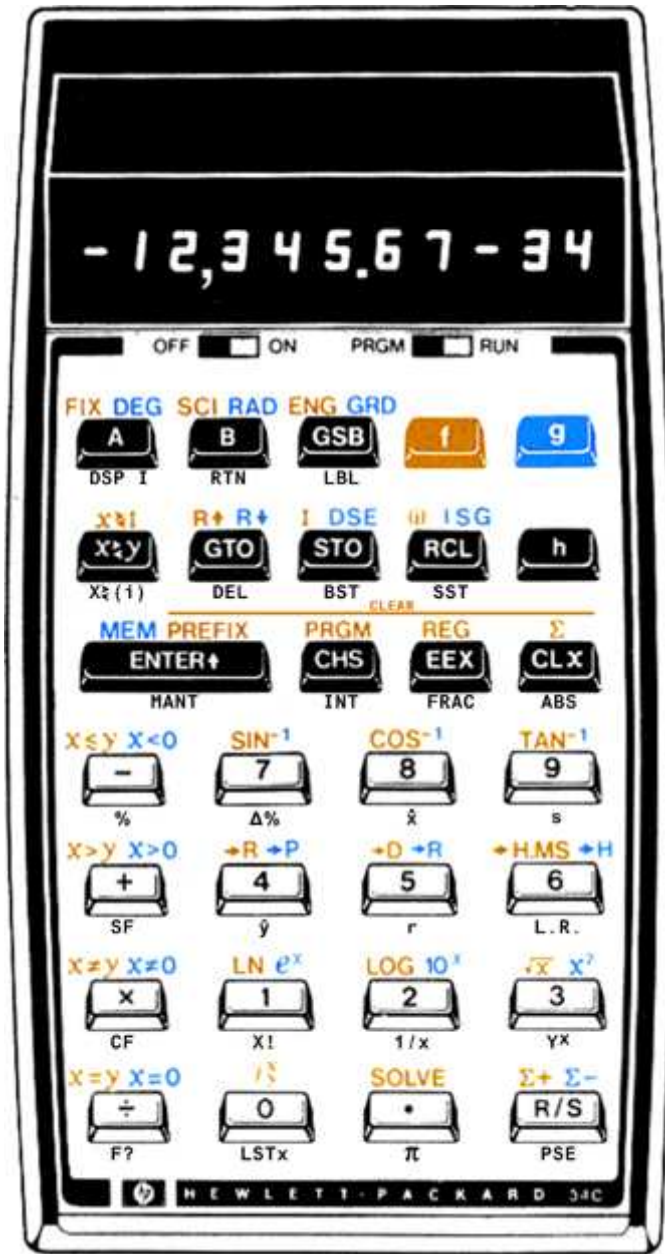 -12,345.67-34
OFF ON PRGM RUN
FIX DEG SCI RAD ENG GRD
A B GSB f g
DSP I RTN LBL
x⇄I R↑ R↓ I DSE (i) ISG
x⇄y GTO STO RCL h
X⇄(i) DEL BST SST
CLEAR
MEM PREFIX PRGM REG Σ
ENTER↑ CHS EEX CLX
MANT INT FRAC ABS
x≤y x<0 SIN⁻¹ COS⁻¹ TAN⁻¹
− 7 8 9
% Δ% x̂ s
x>y x>0 →R →P →D →R →H.MS →H
+ 4 5 6
SF ŷ r L.R.
x≠y x≠0 LN eˣ LOG 10ˣ √x x²
× 1 2 3
CF X! 1/x Yˣ
x=y x=0 SOLVE Σ+ Σ−
÷ 0 • R/S
F? LSTx π PSE
hp HEWLETT·PACKARD 34C